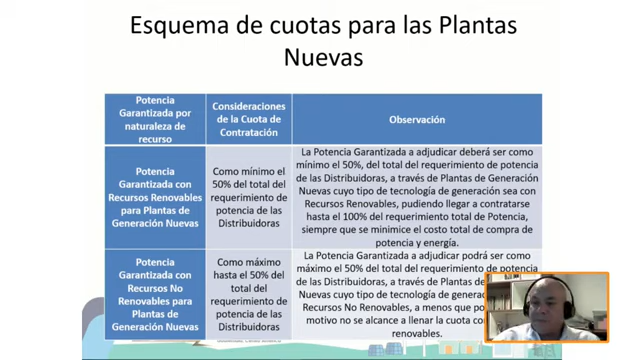 Esquema de cuotas para las Plantas
Nuevas
Potencia
Garantizada por
naturaleza de
recurso
Consideraciones
de la Cuota de
Contratación
Observación
Potencia
Garantizada con
Recursos Renovables
para Plantas de
Generación Nuevas
Como mínimo el
50% del total del
requerimiento de
potencia de las
Distribuidoras
La Potencia Garantizada a adjudicar deberá ser como
mínimo el 50%, del total del requerimiento de potencia
de las Distribuidoras, a través de Plantas de Generación
Nuevas cuyo tipo de tecnología de generación sea con
Recursos Renovables, pudiendo llegar a contratarse
hasta el 100% del requerimiento total de Potencia,
siempre que se minimice el costo total de compra de
potencia y energía.
Potencia
Garantizada con
Recursos No
Renovables para
Plantas de
Generación Nuevas
Como máximo
hasta el 50% del
total del
requerimiento de
potencia de las
Distribuidoras
La Potencia Garantizada a adjudicar podrá ser como
máximo el 50% del total del requerimiento de potencia
de las Distribuidoras, a través de Plantas de
Nuevas cuyo tipo de tecnología de generación
Recursos No Renovables, a menos que por
motivo no se alcance a llenar la cuota con
renovables.